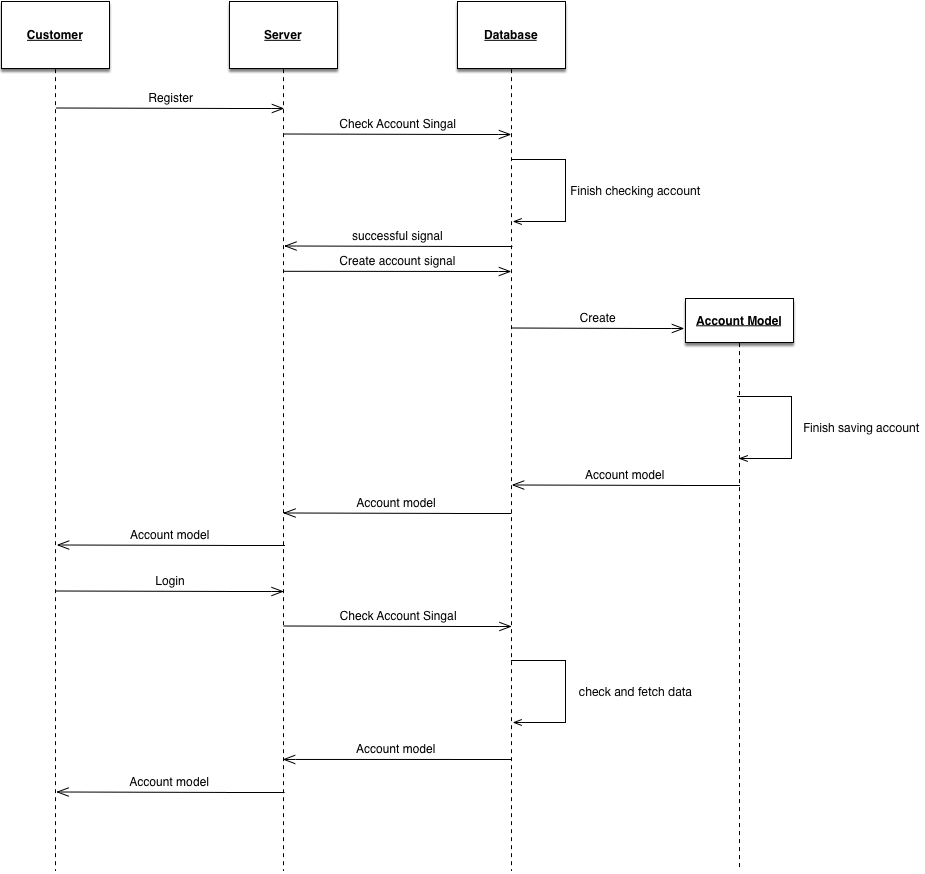 Customer
Server
Database
Register
Check Account Singal
Finish checking account
successful signal
Create account signal
Create
Account Model
Finish saving account
Account model
Account model
Account model
Login
Check Account Singal
check and fetch data
Account model
Account model